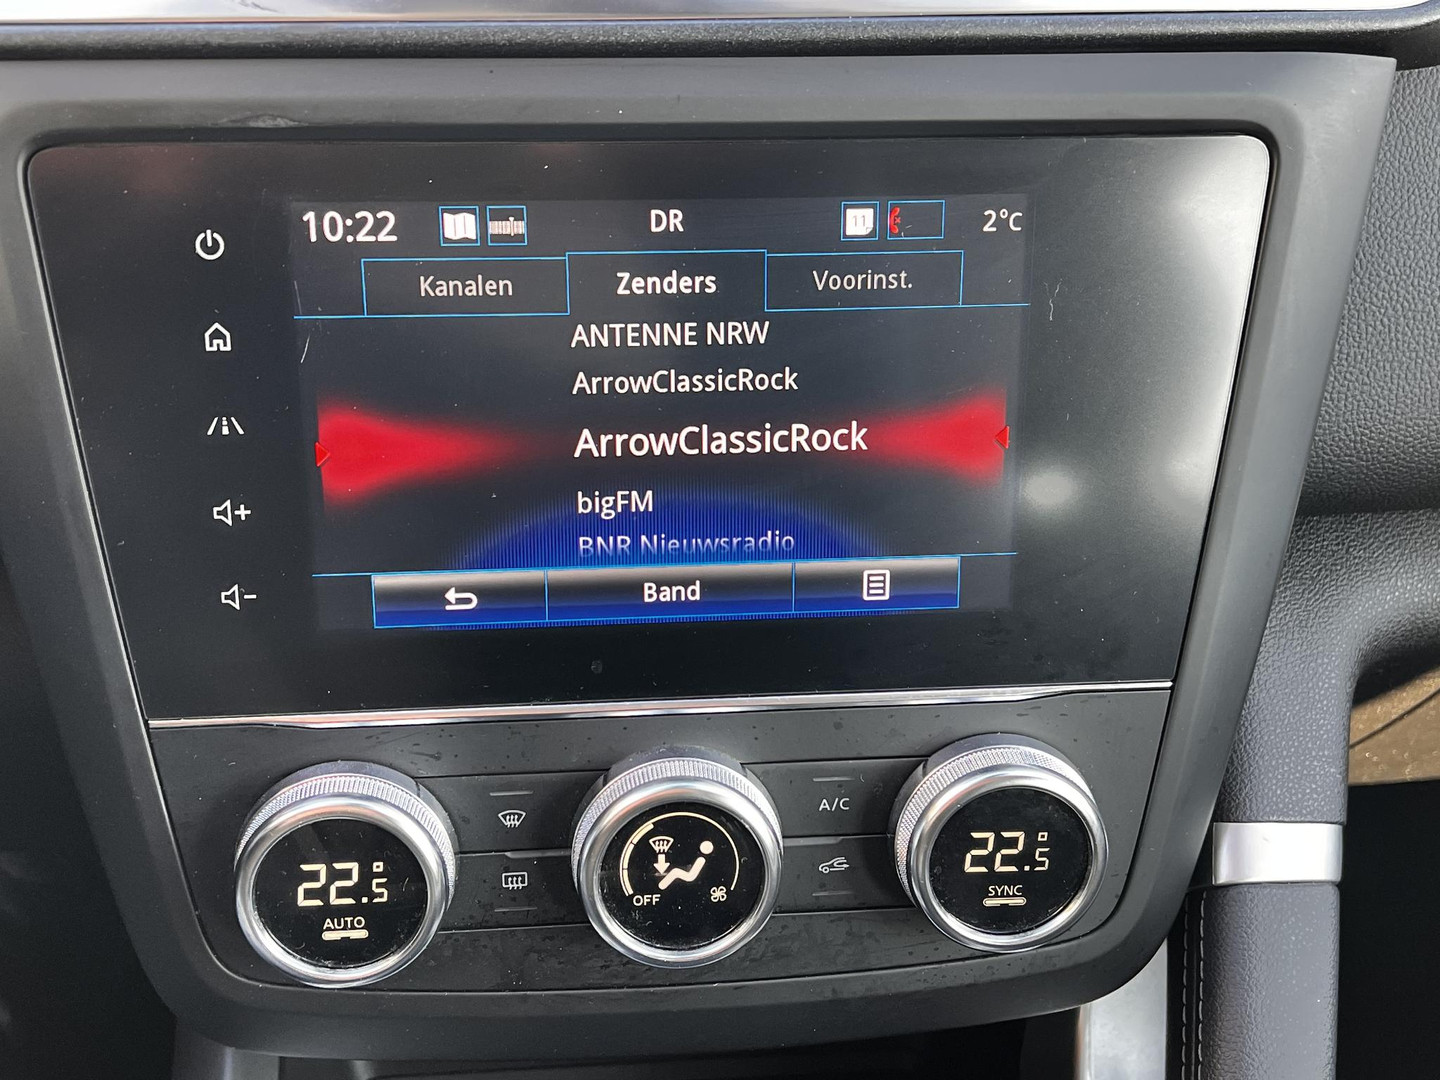 10:22 DR 11 2°C
Kanalen Zenders Voorinst.
ANTENNE NRW
ArrowClassicRock
ArrowClassicRock
bigFM
BNR Nieuwsradio
Band
22.5°
AUTO
OFF
A/C
22.5°
SYNC